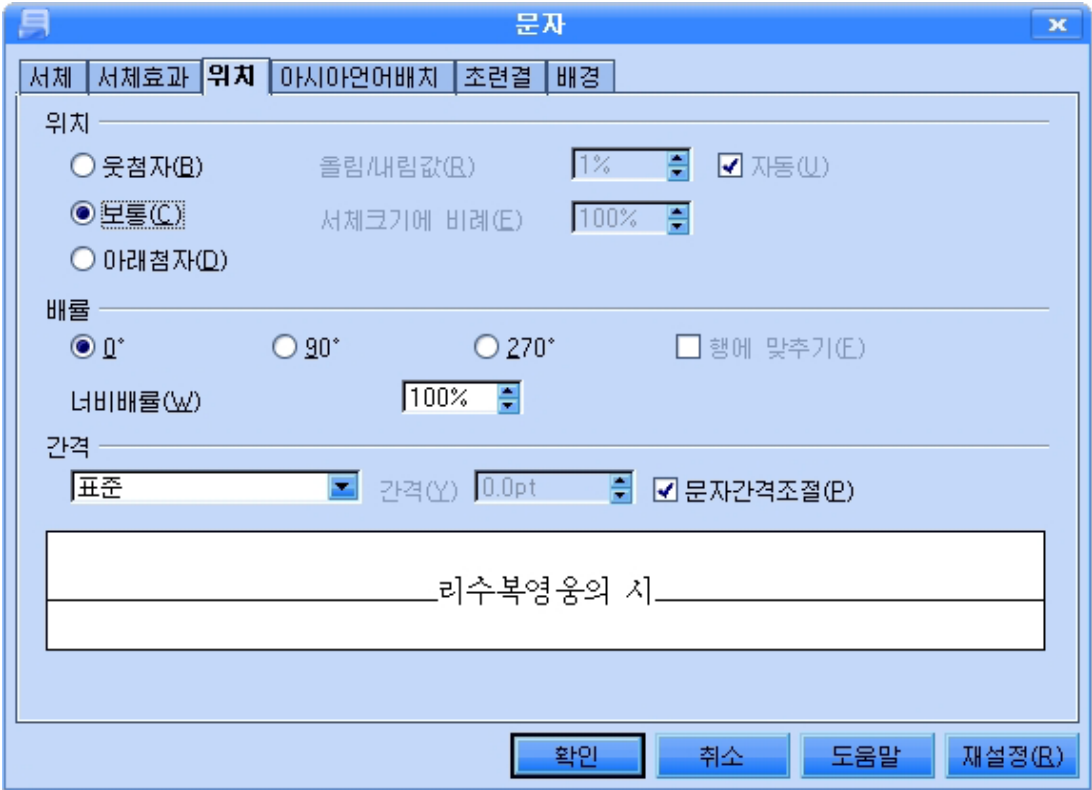 문자
서체 서체효과 위치 아시아언어배치 초련결 배경
위치
웃첨자(B) 올림/내림값(R) 1% 자동(U)
보통(C) 서체크기에 비례(E) 100%
아래첨자(D)
배률
0° 90° 270° 행에 맞추기(F)
너비배률(W) 100%
간격
표준 간격(Y) 0.0pt 문자간격조절(P)
리수복영웅의 시
확인 취소 도움말 재설정(R)